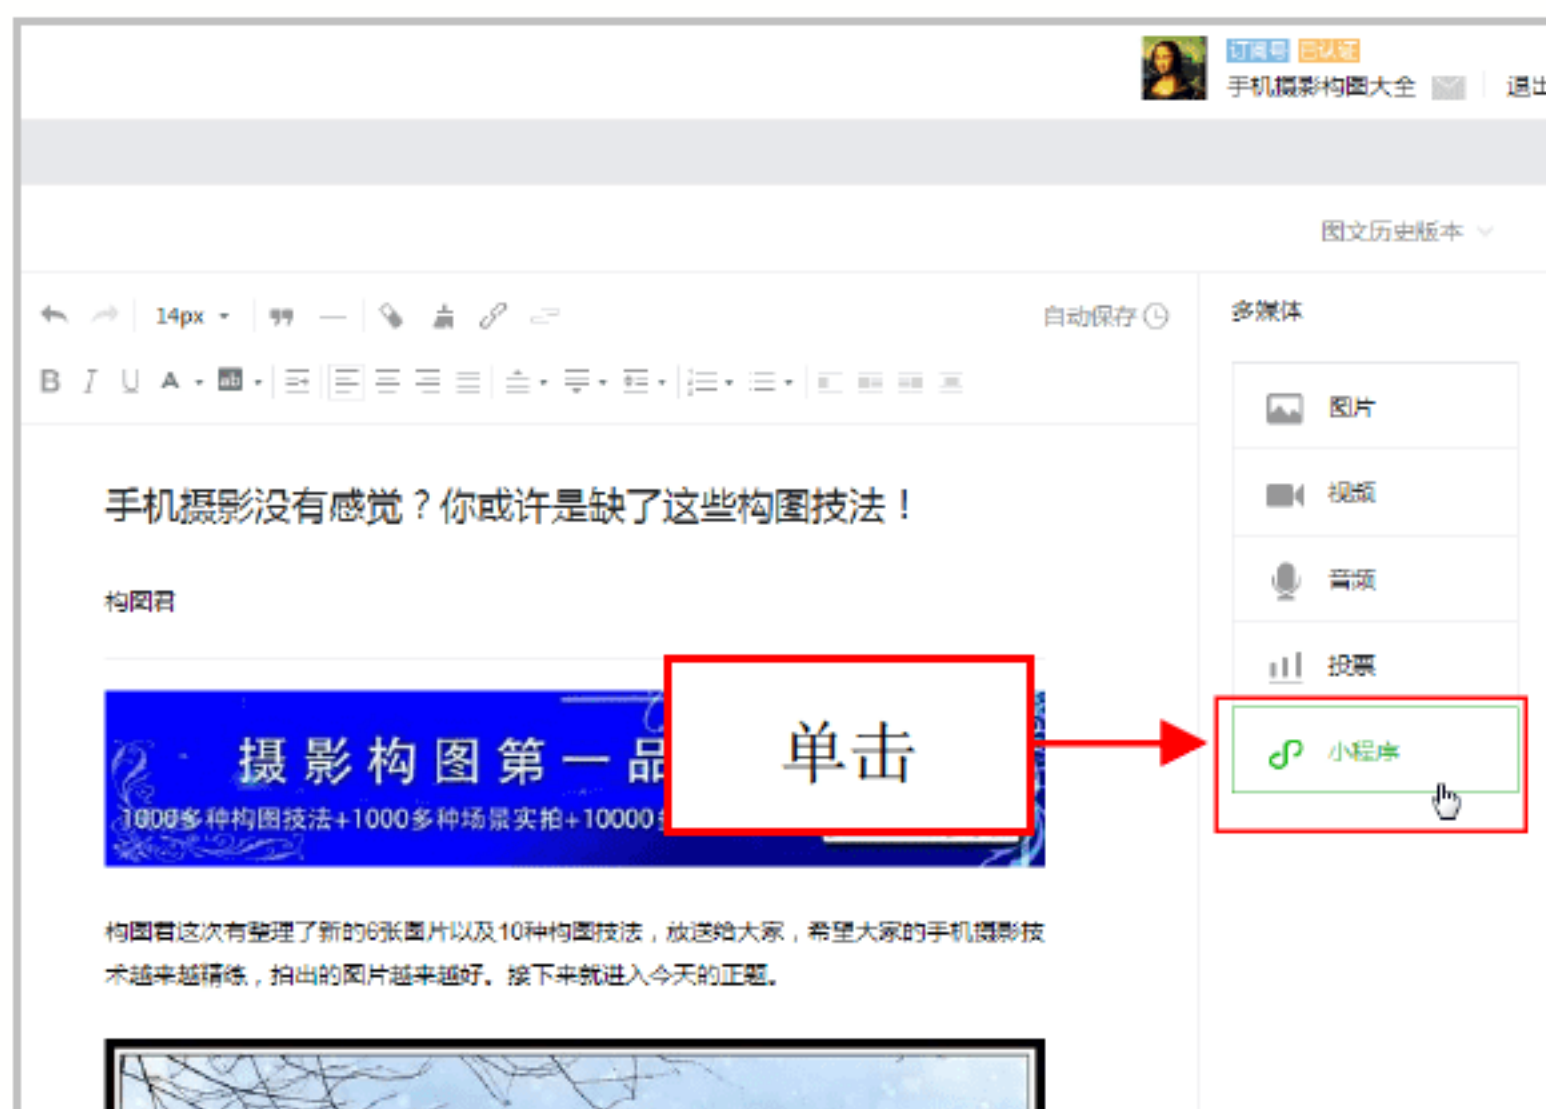 订阅号 已认证
手机摄影构图大全
退出
图文历史版本
14px
自动保存
多媒体
B I U A ab
图片
视频
音频
投票
小程序
手机摄影没有感觉？你或许是缺了这些构图技法！
构图君
单击
摄影构图第一品
1000多种构图技法+1000多种场景实拍+10000
构图君这次有整理了新的6张图片以及10种构图技法，放送给大家，希望大家的手机摄影技
术越来越精练，拍出的图片越来越好。接下来就进入今天的正题。